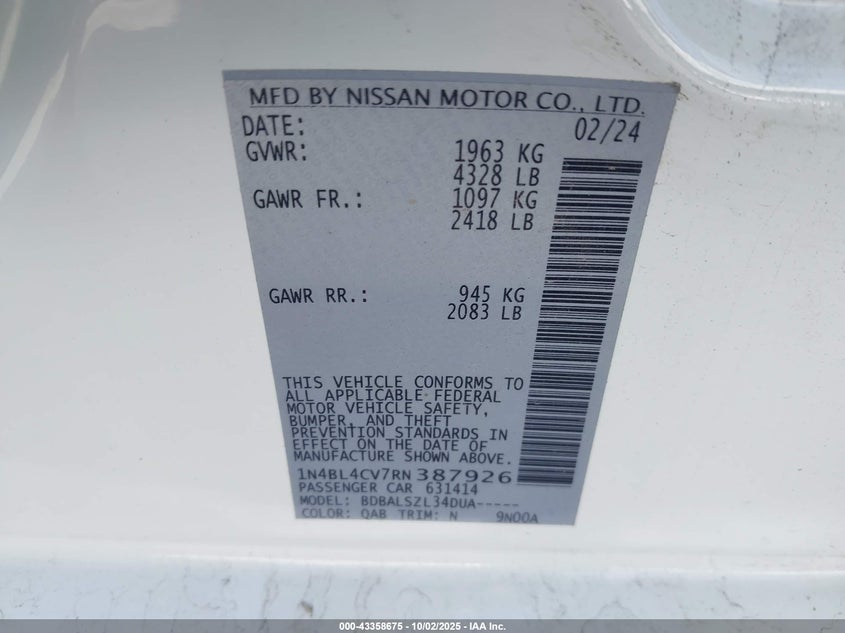 MFD BY NISSAN MOTOR CO., LTD.
DATE: 02/24
GVWR: 1963 KG
4328 LB
GAWR FR.: 1097 KG
2418 LB
GAWR RR.: 945 KG
2083 LB
THIS VEHICLE CONFORMS TO
ALL APPLICABLE FEDERAL
MOTOR VEHICLE SAFETY,
BUMPER, AND THEFT
PREVENTION STANDARDS IN
EFFECT ON THE DATE OF
MANUFACTURE SHOWN ABOVE.
1N4BL4CV7RN387926
PASSENGER CAR 631414
MODEL: BDBALSZL34DUA-----
COLOR: QAB TRIM: N 9N00A
000-43358675 - 10/02/2025 - IAA Inc.